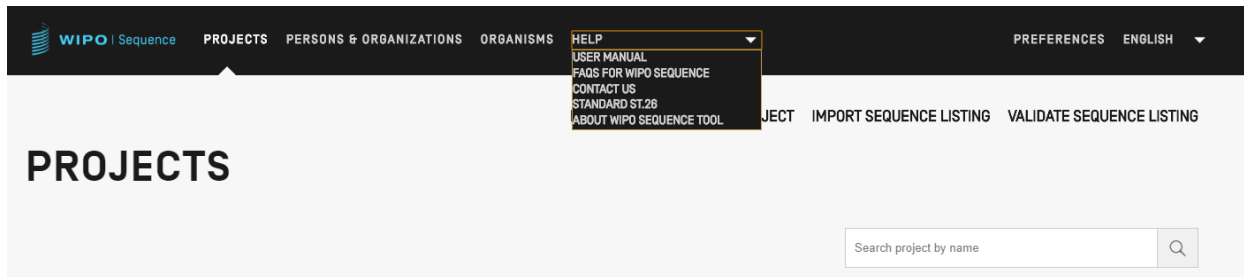 WIPO | Sequence PROJECTS PERSONS & ORGANIZATIONS ORGANISMS HELP PREFERENCES ENGLISH
USER MANUAL
FAQS FOR WIPO SEQUENCE
CONTACT US
STANDARD ST.26
ABOUT WIPO SEQUENCE TOOL
JECT IMPORT SEQUENCE LISTING VALIDATE SEQUENCE LISTING
PROJECTS
Search project by name